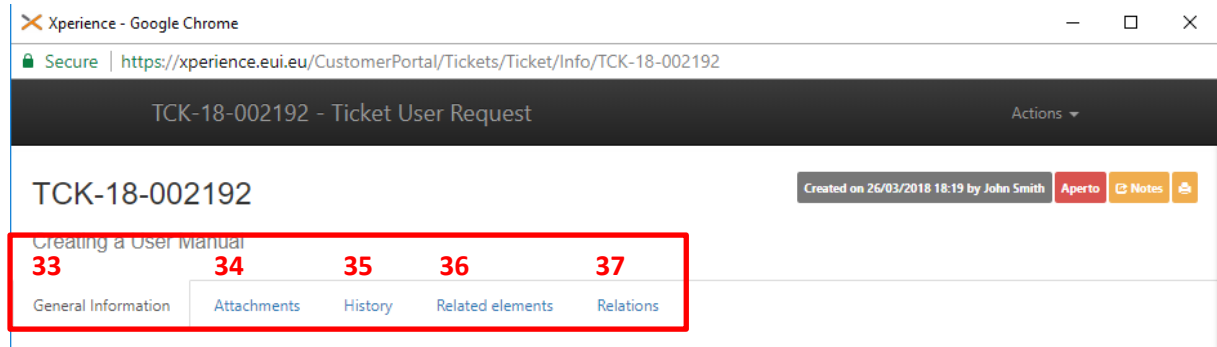 Xperience - Google Chrome
Secure | https://xperience.eui.eu/CustomerPortal/Tickets/Ticket/Info/TCK-18-002192
TCK-18-002192 - Ticket User Request Actions
TCK-18-002192 Created on 26/03/2018 18:19 by John Smith Aperto Notes
Creating a User Manual
33 34 35 36 37
General Information Attachments History Related elements Relations